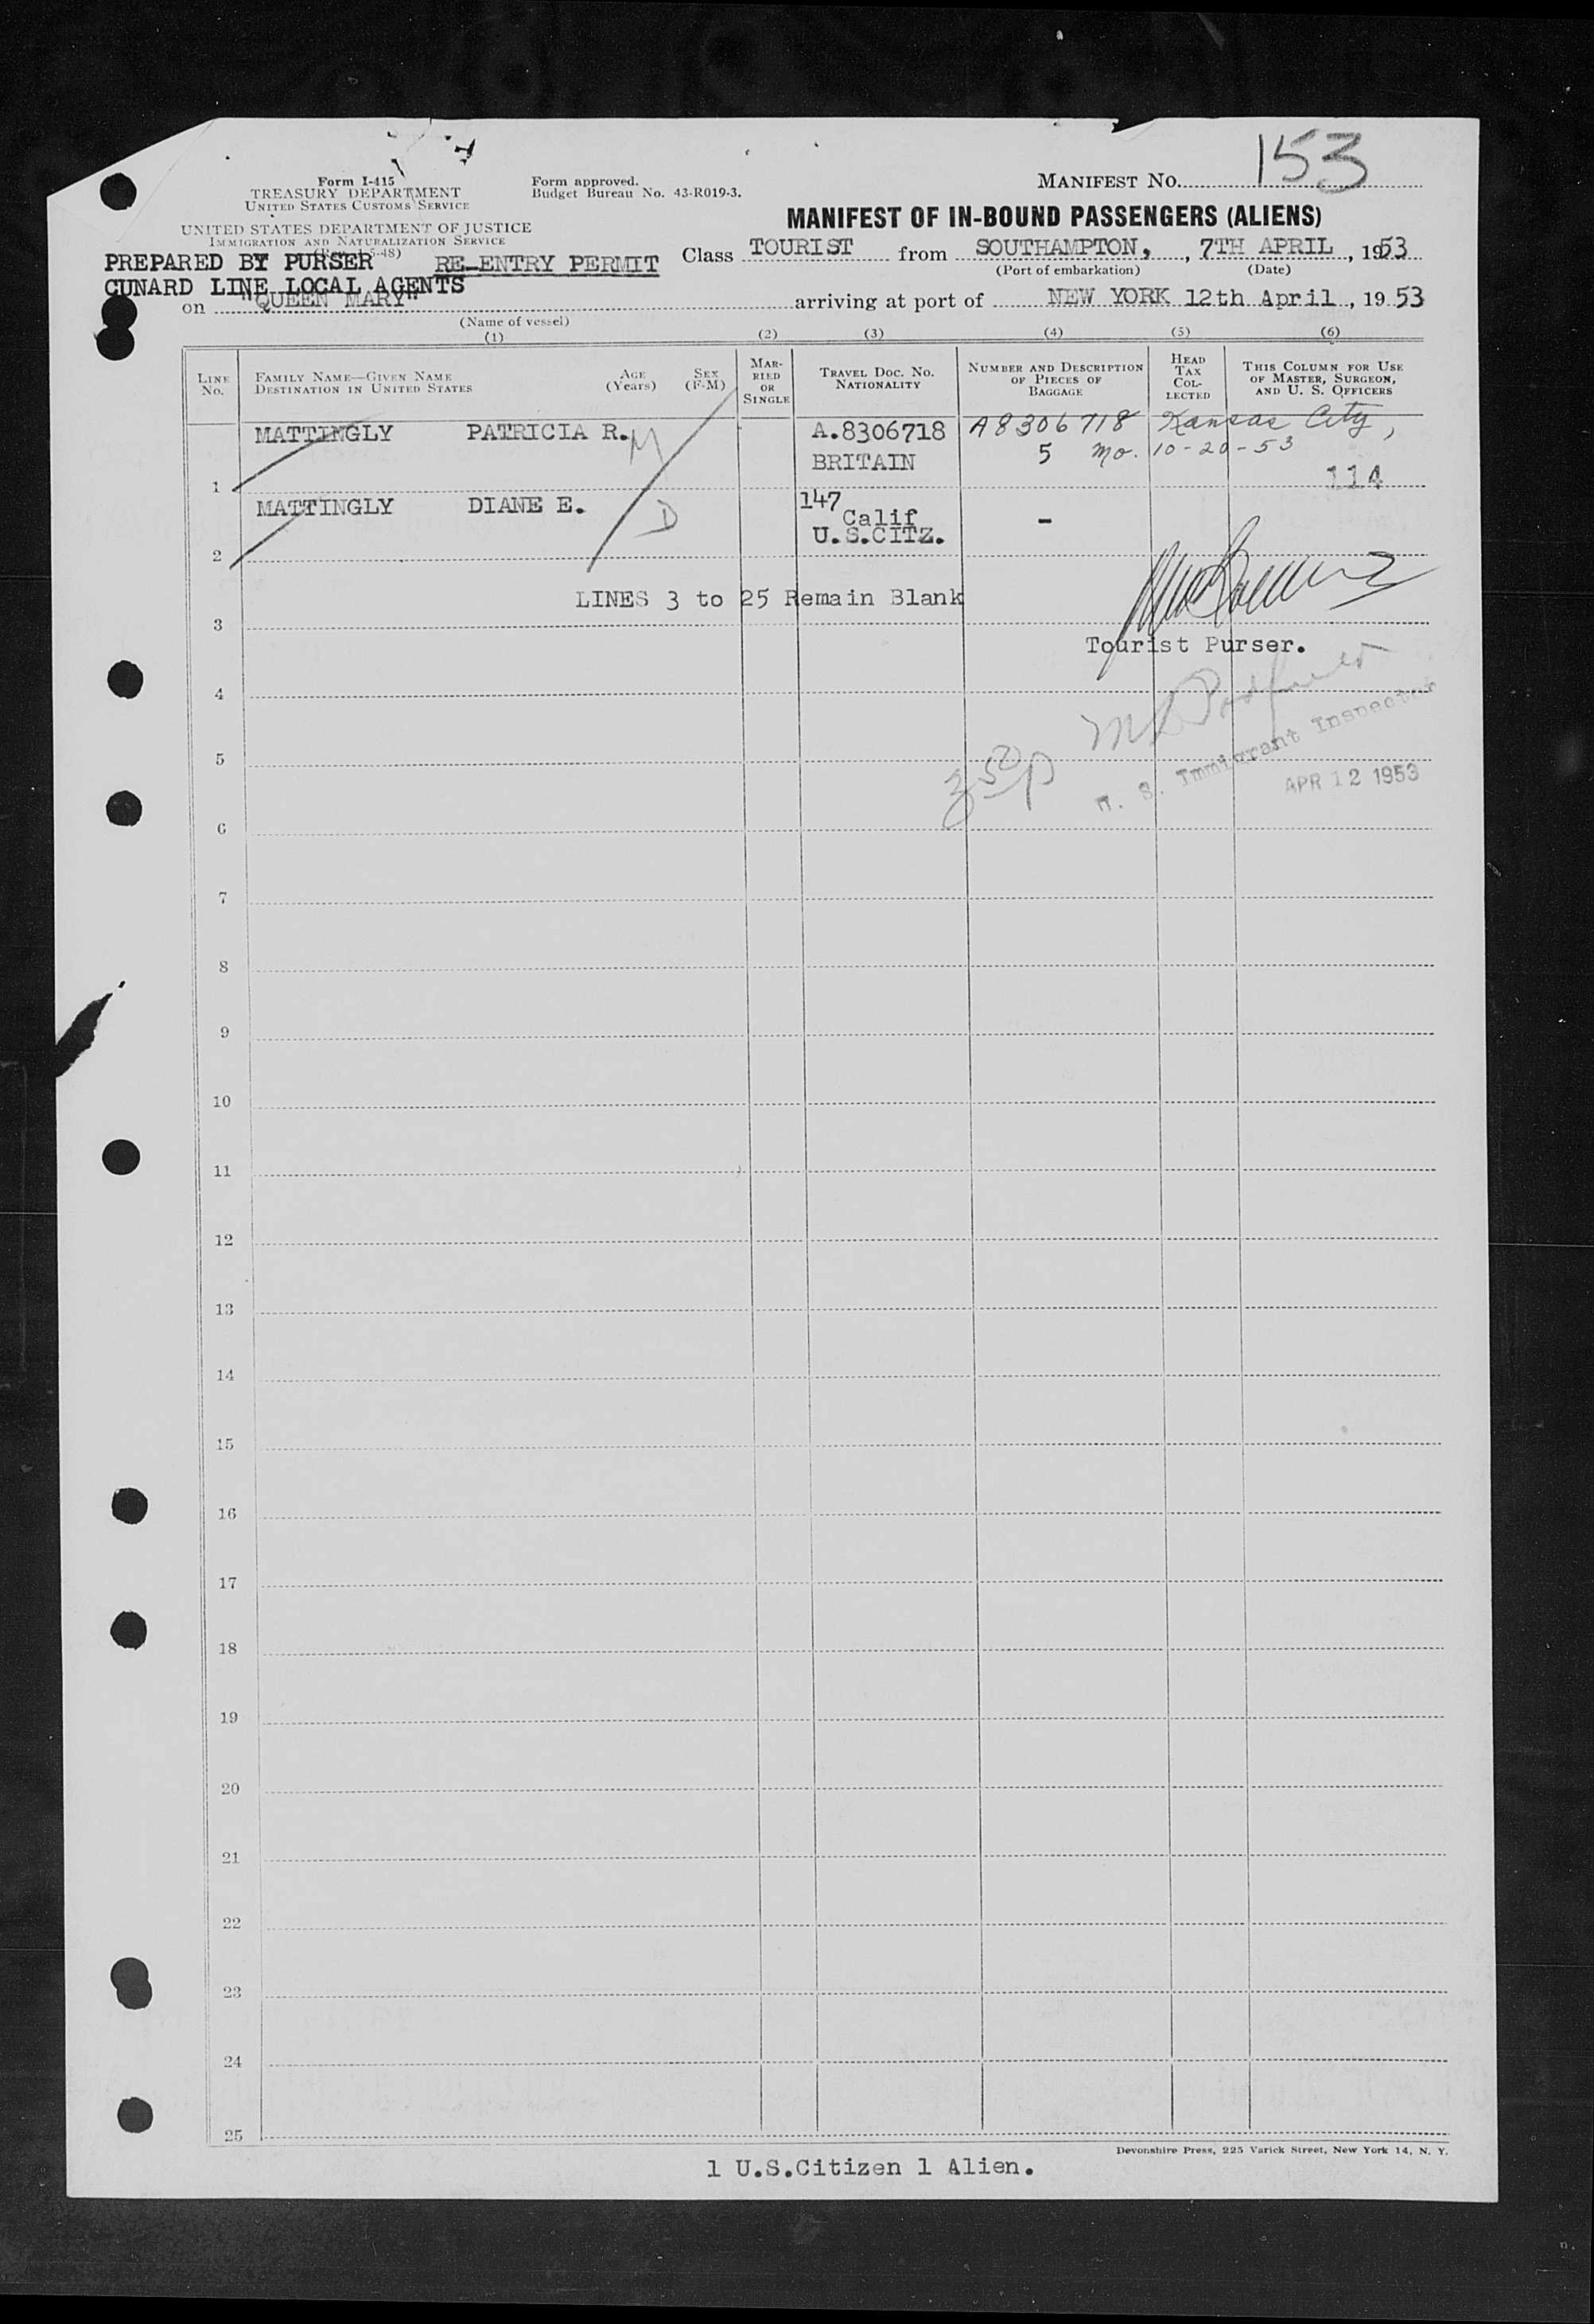 153
Form I-415
TREASURY DEPARTMENT
UNITED STATES CUSTOMS SERVICE
Form approved.
Budget Bureau No. 43-R019-3.
MANIFEST No.
UNITED STATES DEPARTMENT OF JUSTICE
IMMIGRATION AND NATURALIZATION SERVICE
5-48)
MANIFEST OF IN-BOUND PASSENGERS (ALIENS)
PREPARED BY PURSER RE-ENTRY PERMIT
CUNARD LINE LOCAL AGENTS
Class TOURIST from SOUTHAMPTON, , 7TH APRIL , 1953
(Port of embarkation) (Date)
on "QUEEN MARY" arriving at port of NEW YORK 12th April , 19 53
(Name of vessel)
(1) (2) (3) (4) (5) (6)
LINE No. FAMILY NAME—GIVEN NAME DESTINATION IN UNITED STATES AGE (Years) SEX (F-M) MARRIED OR SINGLE TRAVEL DOC. NO. NATIONALITY NUMBER AND DESCRIPTION OF PIECES OF BAGGAGE HEAD TAX COLLECTED THIS COLUMN FOR USE OF MASTER, SURGEON, AND U. S. OFFICERS
MATTINGLY PATRICIA R. M A.8306718 A8306718 Kansas City,
BRITAIN 5 Mo. 10-20-53
1 114
MATTINGLY DIANE E. D 147
Calif
U.S.CITZ. -
2
LINES 3 to 25 Remain Blank
3
Tourist Purser.
4
U. S. Immigrant Inspector
5
APR 12 1953
6
7
8
9
10
11
12
13
14
15
16
17
18
19
20
21
22
23
24
25
Devonshire Press, 225 Varick Street, New York 14, N. Y.
1 U.S.Citizen 1 Alien.